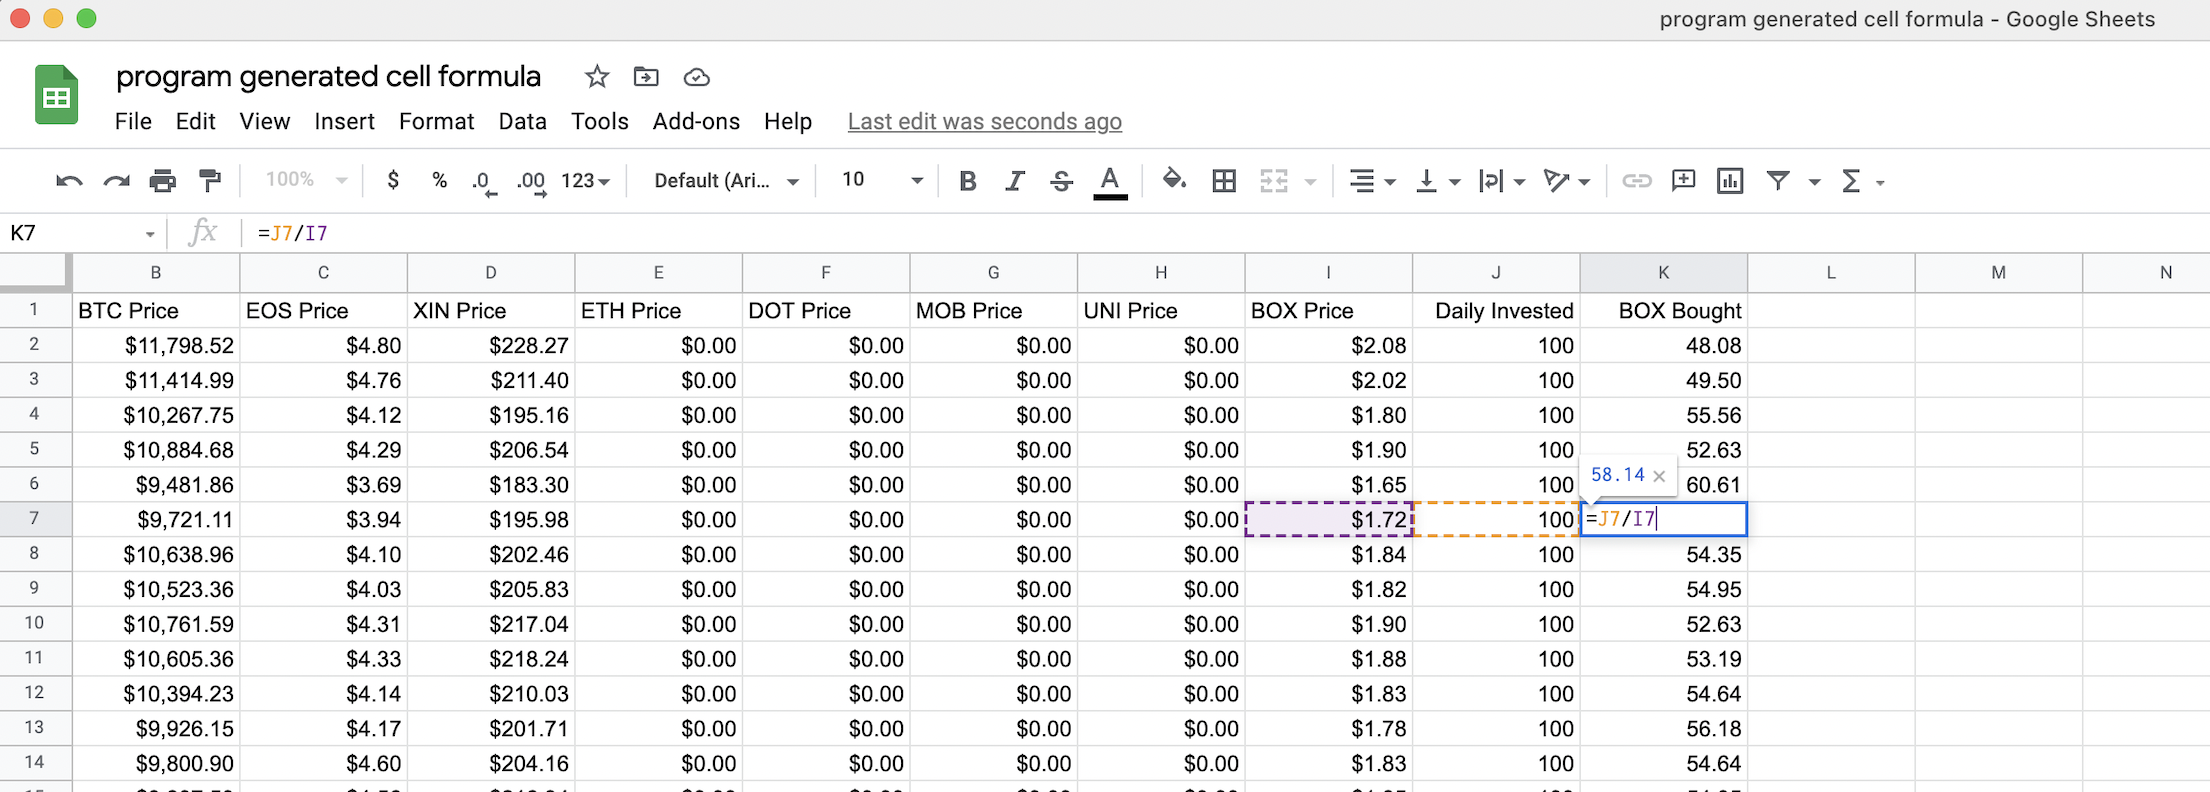 program generated cell formula - Google Sheets
program generated cell formula
File Edit View Insert Format Data Tools Add-ons Help Last edit was seconds ago
100% $ % .0 .00 123 Default (Ari... 10 B I S A Σ
K7 fx =J7/I7
B C D E F G H I J K L M N
1 BTC Price EOS Price XIN Price ETH Price DOT Price MOB Price UNI Price BOX Price Daily Invested BOX Bought
2 $11,798.52 $4.80 $228.27 $0.00 $0.00 $0.00 $0.00 $2.08 100 48.08
3 $11,414.99 $4.76 $211.40 $0.00 $0.00 $0.00 $0.00 $2.02 100 49.50
4 $10,267.75 $4.12 $195.16 $0.00 $0.00 $0.00 $0.00 $1.80 100 55.56
5 $10,884.68 $4.29 $206.54 $0.00 $0.00 $0.00 $0.00 $1.90 100 52.63
58.14 ×
6 $9,481.86 $3.69 $183.30 $0.00 $0.00 $0.00 $0.00 $1.65 100 60.61
7 $9,721.11 $3.94 $195.98 $0.00 $0.00 $0.00 $0.00 $1.72 100 =J7/I7
8 $10,638.96 $4.10 $202.46 $0.00 $0.00 $0.00 $0.00 $1.84 100 54.35
9 $10,523.36 $4.03 $205.83 $0.00 $0.00 $0.00 $0.00 $1.82 100 54.95
10 $10,761.59 $4.31 $217.04 $0.00 $0.00 $0.00 $0.00 $1.90 100 52.63
11 $10,605.36 $4.33 $218.24 $0.00 $0.00 $0.00 $0.00 $1.88 100 53.19
12 $10,394.23 $4.14 $210.03 $0.00 $0.00 $0.00 $0.00 $1.83 100 54.64
13 $9,926.15 $4.17 $201.71 $0.00 $0.00 $0.00 $0.00 $1.78 100 56.18
14 $9,800.90 $4.60 $204.16 $0.00 $0.00 $0.00 $0.00 $1.83 100 54.64